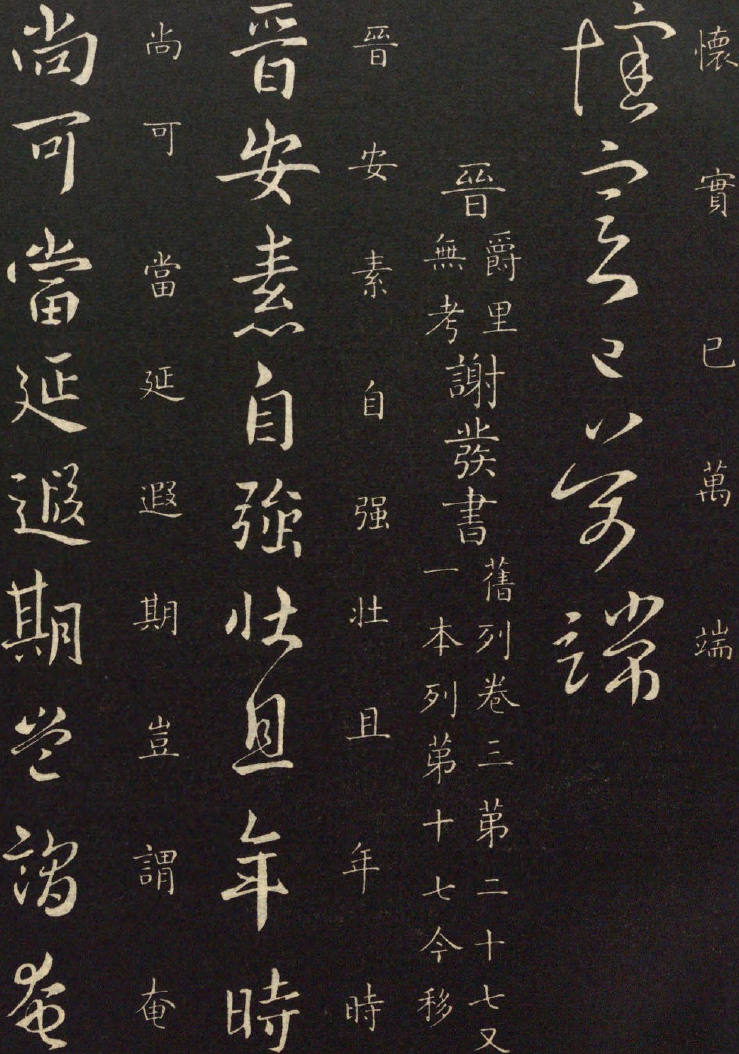 懷實已萬端
懷實已萬端
晉
爵里
無考
謝發書
舊列卷三第二十七又
一本列第十七今移
晉安素自强壯且年時
晉安素自強壯且年時
尚可當延遐期豈謂奄
尚可當延遐期豈謂奄